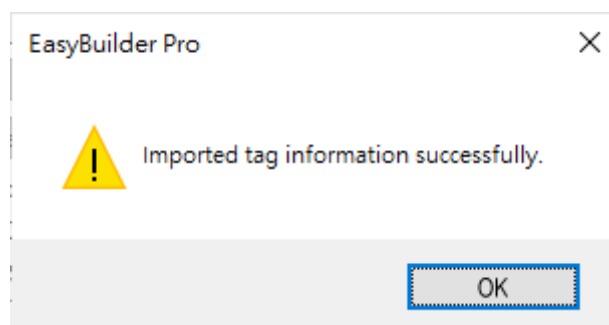 EasyBuilder Pro
Imported tag information successfully.
OK